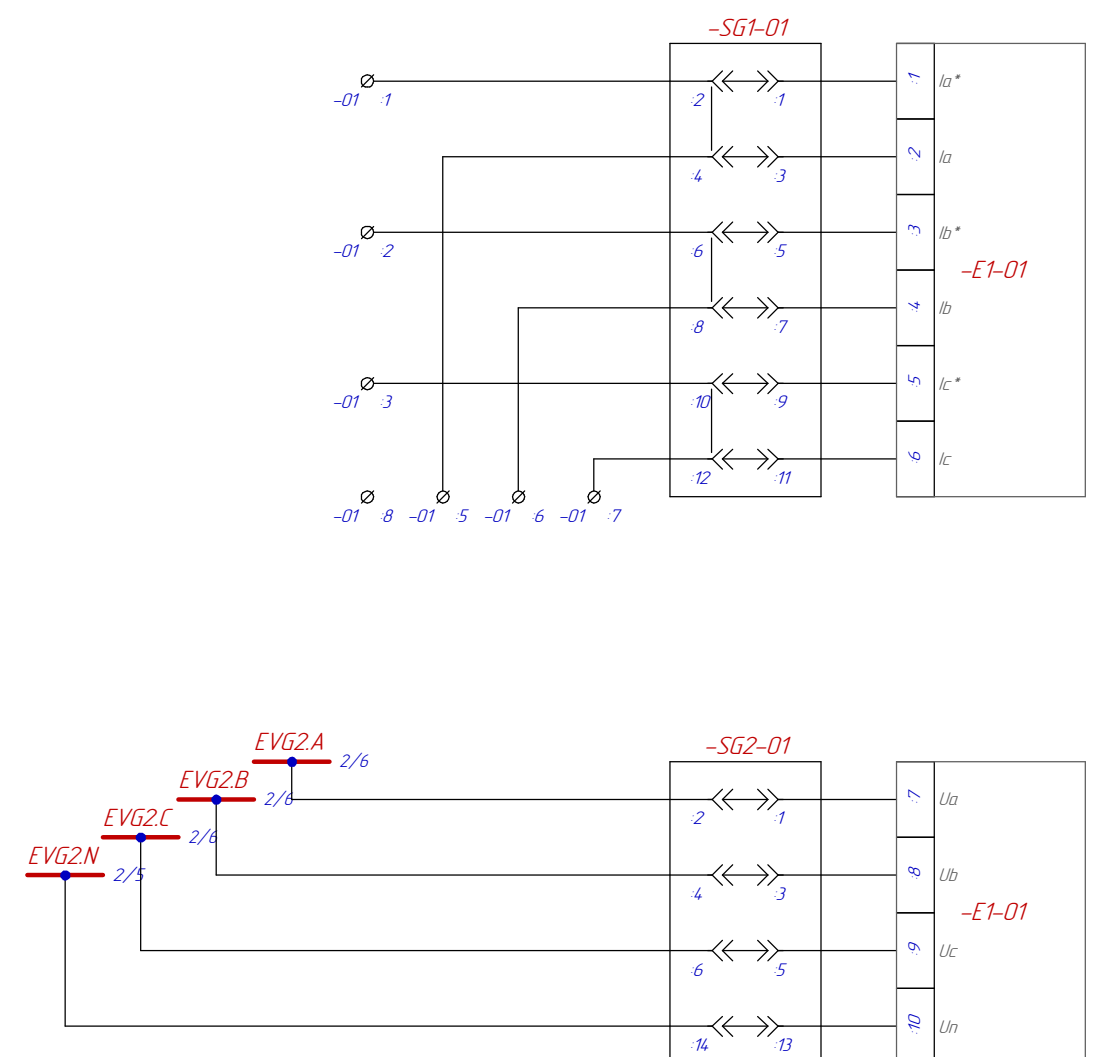 -SG1-01
-01 :1 :2 :1 :1 Ia*
:4 :3 :2 Ia
-01 :2 :6 :5 :3 Ib*
-E1-01
:8 :7 :4 Ib
-01 :3 :10 :9 :5 Ic*
:12 :11 :6 Ic
-01 :8 -01 :5 -01 :6 -01 :7
EVG2.A 2/6 -SG2-01
EVG2.B 2/6 :2 :1 :7 Ua
EVG2.C 2/6
EVG2.N 2/5 :4 :3 :8 Ub
-E1-01
:6 :5 :9 Uc
:14 :13 :10 Un